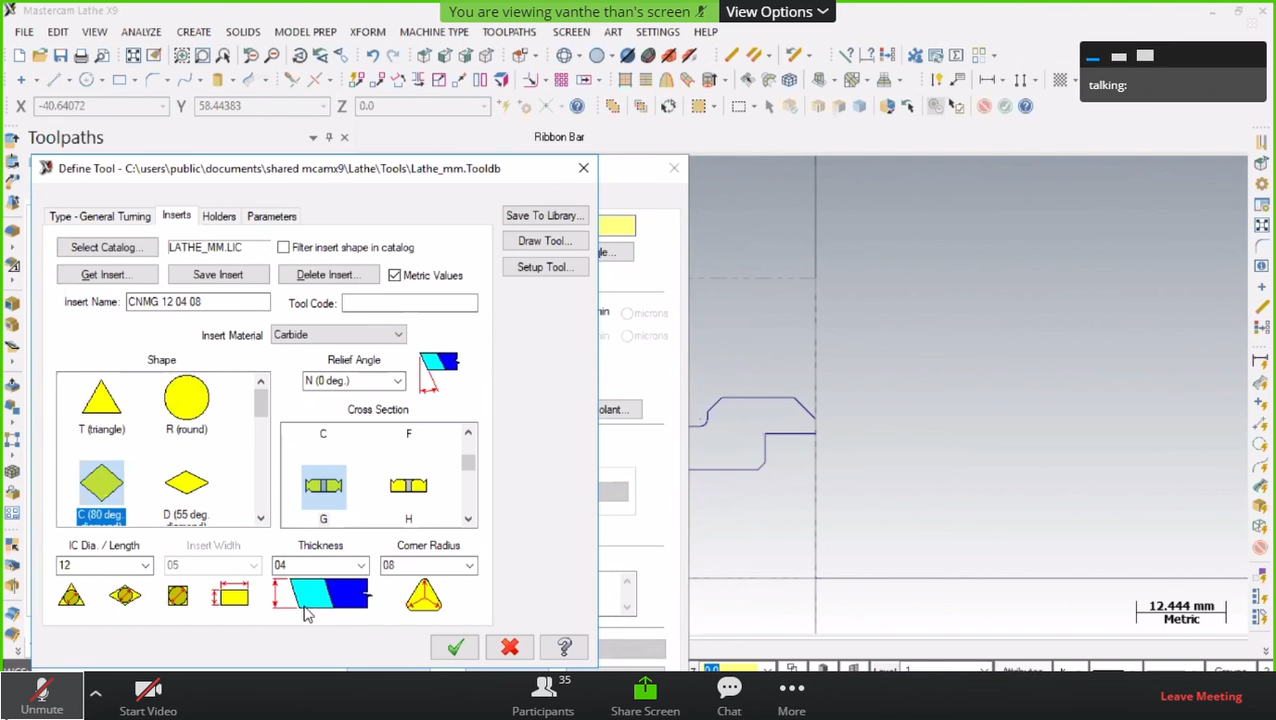 Mastercam Lathe X9
You are viewing vanthe than's screen
View Options
FILE EDIT VIEW ANALYZE CREATE SOLIDS MODEL PREP XFORM MACHINE TYPE TOOLPATHS SCREEN ART SETTINGS HELP
talking:
X -40.64072 Y 58.44383 Z 0.0
Toolpaths
Ribbon Bar
Define Tool - C:\users\public\documents\shared mcamx9\Lathe\Tools\Lathe_mm.Tooldb
Type - General Turning Inserts Holders Parameters
Save To Library...
Select Catalog... LATHE_MM.LIC Filter insert shape in catalog
Draw Tool...
Get Insert... Save Insert Delete Insert... Metric Values
Setup Tool...
Insert Name: CNMG 12 04 08 Tool Code:
microns
Insert Material Carbide
microns
Shape Relief Angle
N (0 deg.)
Cross Section
T (triangle) R (round)
C F
C (80 deg. D (55 deg.
G H
IC Dia. / Length Insert Width Thickness Corner Radius
12 05 04 08
12.444 mm
Metric
Unmute Start Video 35 Participants Share Screen Chat More Leave Meeting